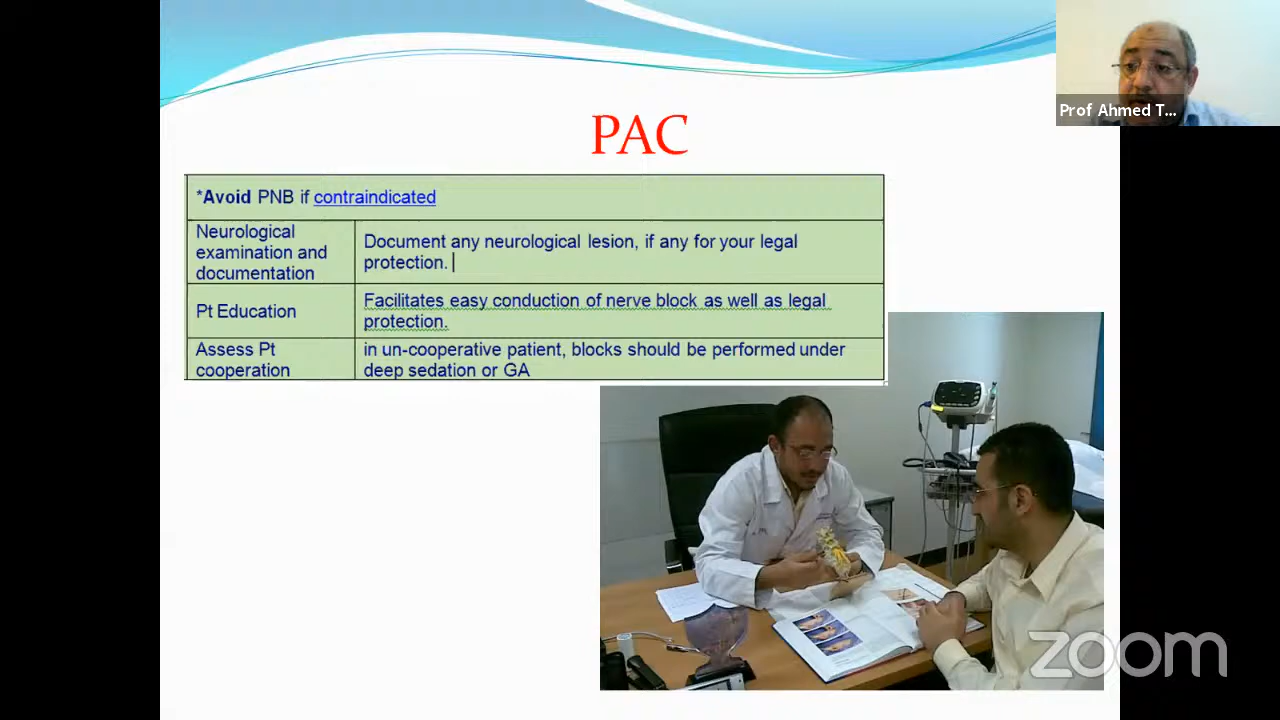 Prof Ahmed T...
PAC
*Avoid PNB if contraindicated
Neurological
examination and
documentation
Document any neurological lesion, if any for your legal
protection.
Pt Education
Facilitates easy conduction of nerve block as well as legal
protection.
Assess Pt
cooperation
in un-cooperative patient, blocks should be performed under
deep sedation or GA
zoom